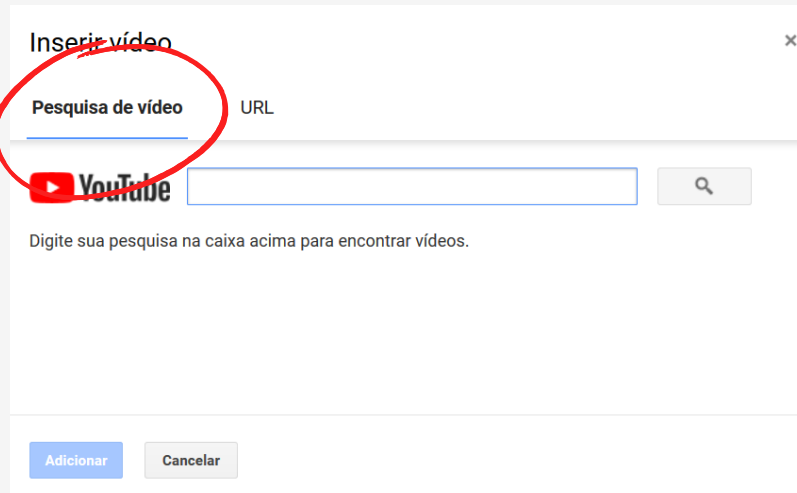 Inserir vídeo
Pesquisa de vídeo URL
YouTube
Digite sua pesquisa na caixa acima para encontrar vídeos.
Adicionar Cancelar